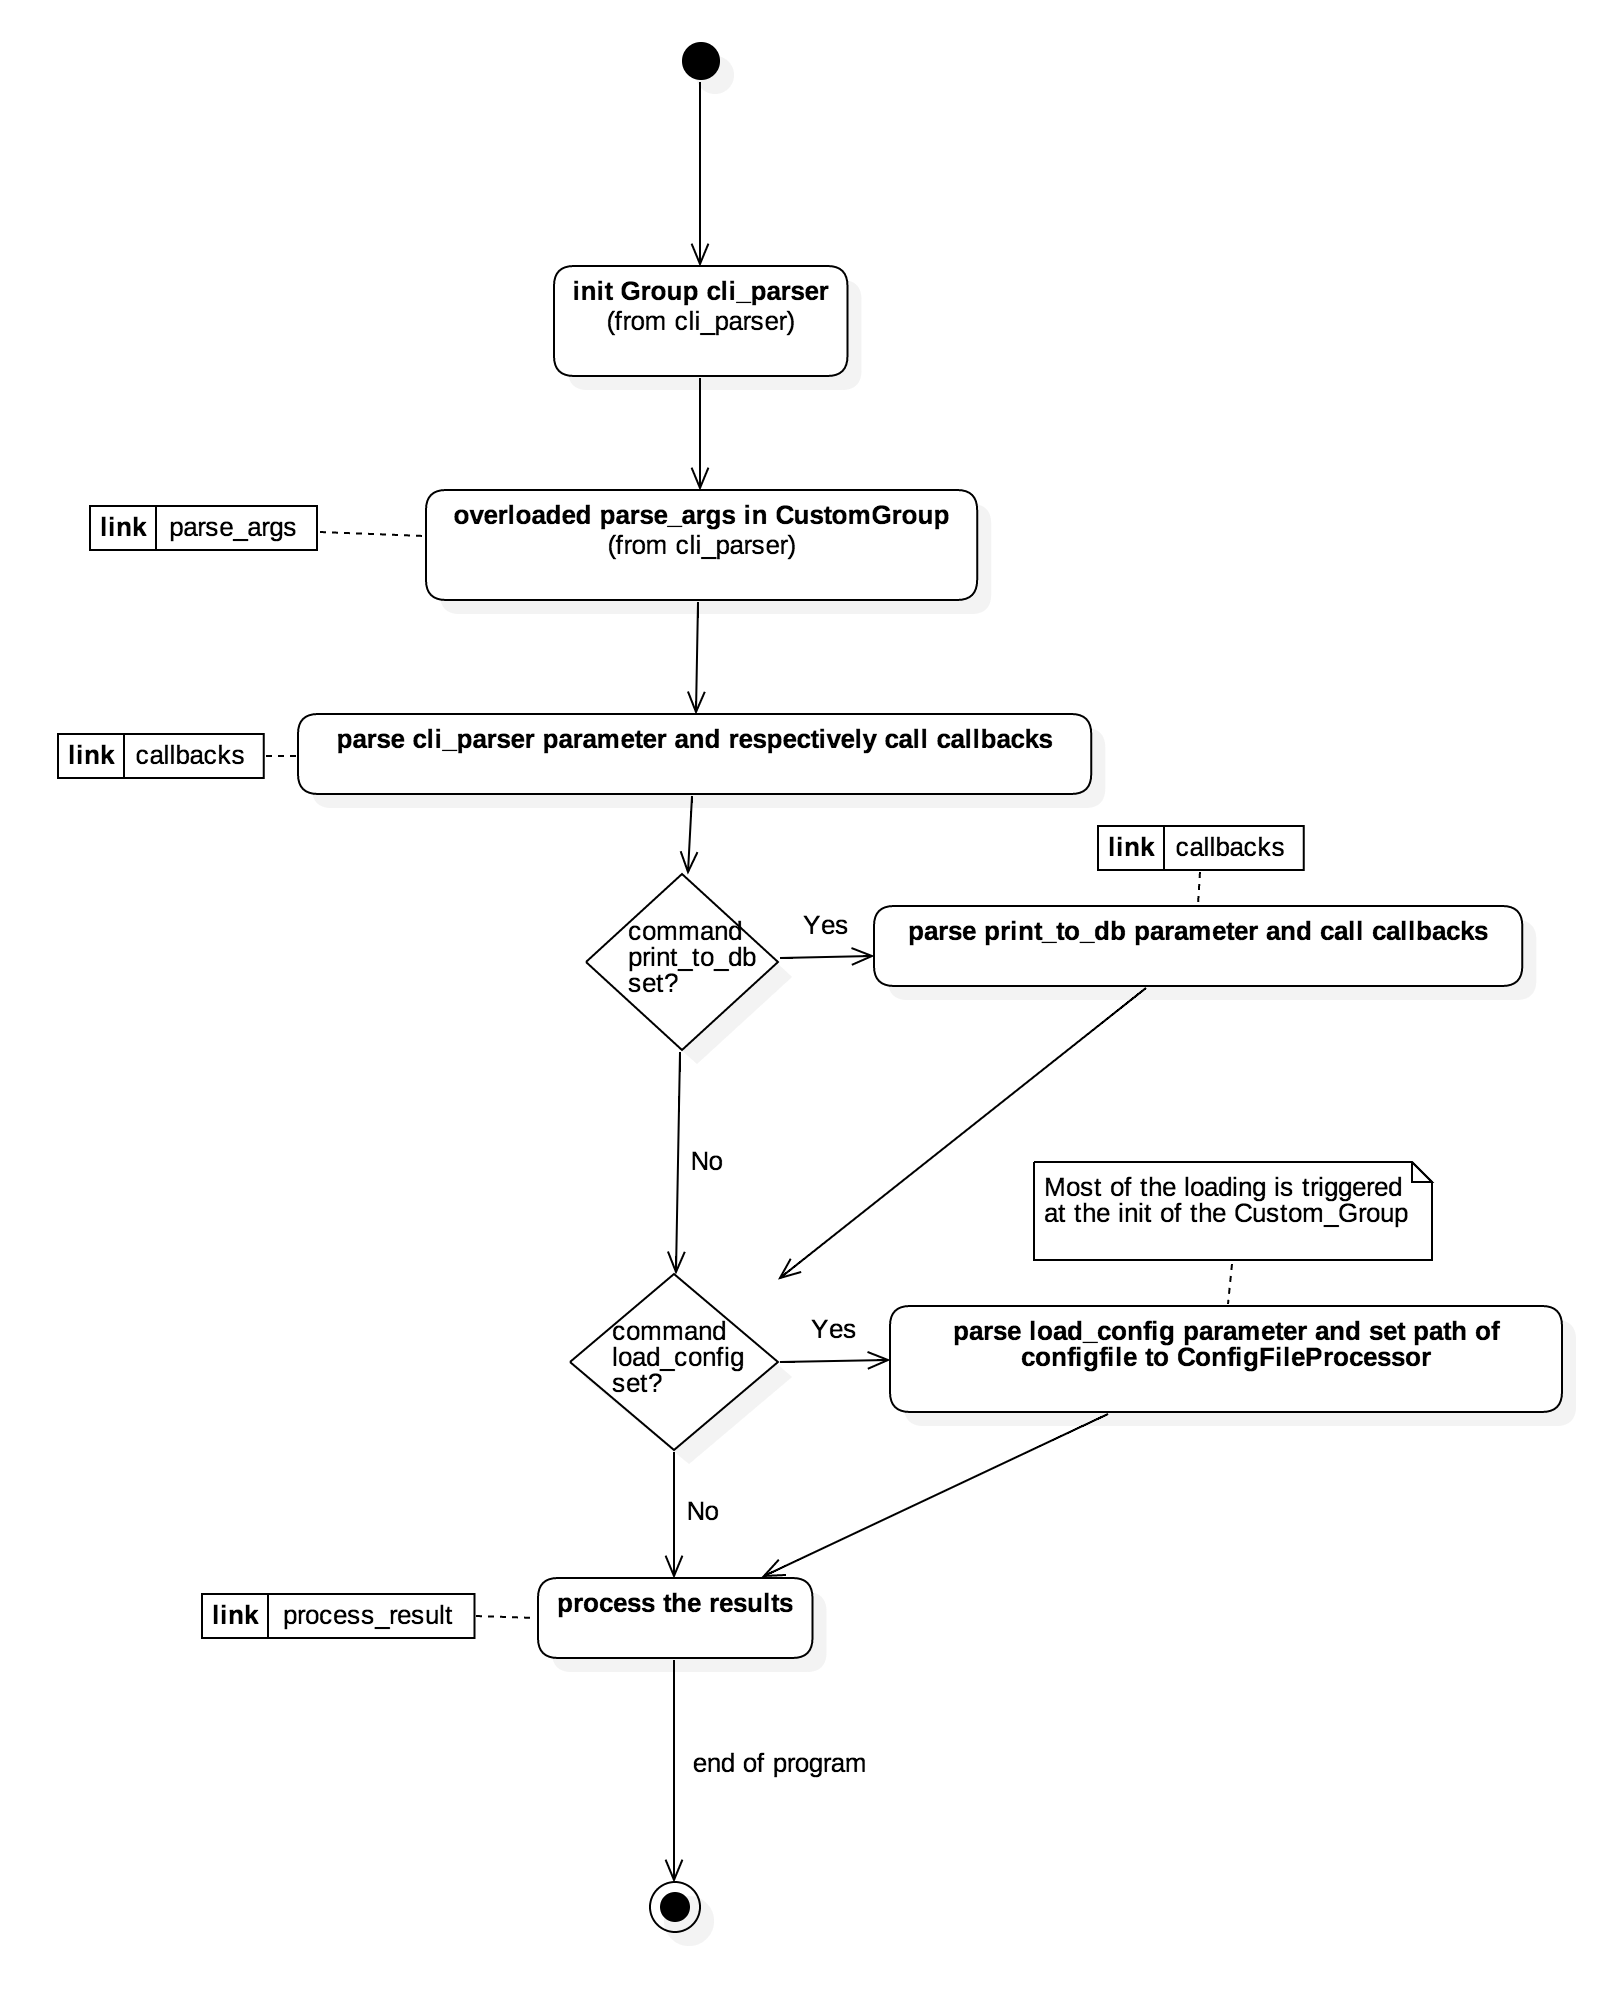 init Group cli_parser
(from cli_parser)
link parse_args
overloaded parse_args in CustomGroup
(from cli_parser)
link callbacks
parse cli_parser parameter and respectively call callbacks
link callbacks
command
print_to_db
set?
Yes
parse print_to_db parameter and call callbacks
No
Most of the loading is triggered
at the init of the Custom_Group
command
load_config
set?
Yes
parse load_config parameter and set path of
configfile to ConfigFileProcessor
No
link process_result
process the results
end of program